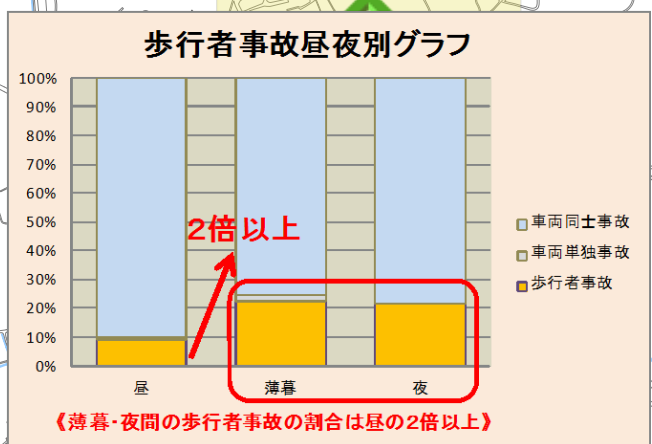 歩行者事故昼夜別グラフ
100%
90%
80%
70%
60%
50%
40%
30%
20%
10%
0%
2倍以上
車両同士事故
車両単独事故
歩行者事故
昼
薄暮
夜
《薄暮・夜間の歩行者事故の割合は昼の2倍以上》